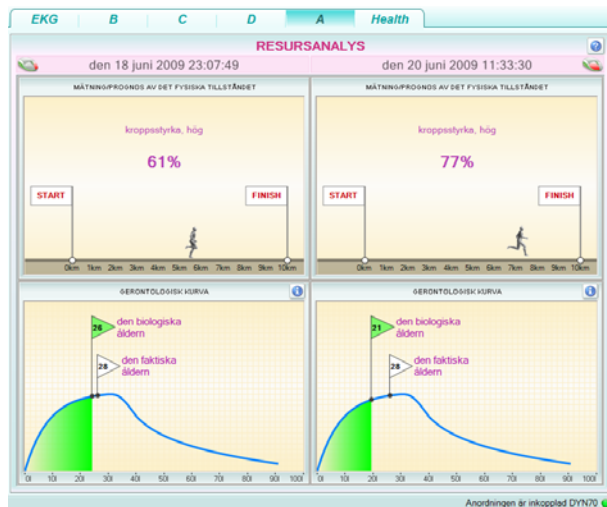 EKG B C D A Health
RESURSANALYS
den 18 juni 2009 23:07:49
den 20 juni 2009 11:33:30
MÄTNING/PROGNOS AV DET FYSISKA TILLSTÅNDET
kroppsstyrka, hög
61%
START
FINISH
0km 1km 2km 3km 4km 5km 6km 7km 8km 9km 10km
MÄTNING/PROGNOS AV DET FYSISKA TILLSTÅNDET
kroppsstyrka, hög
77%
START
FINISH
0km 1km 2km 3km 4km 5km 6km 7km 8km 9km 10km
GERONTOLOGISK KURVA
26
den biologiska
åldern
28
den faktiska
åldern
0 10 20 30 40 50 60 70 80 90 100
GERONTOLOGISK KURVA
21
den biologiska
åldern
28
den faktiska
åldern
0 10 20 30 40 50 60 70 80 90 100
Anordningen är inkopplad DYN70